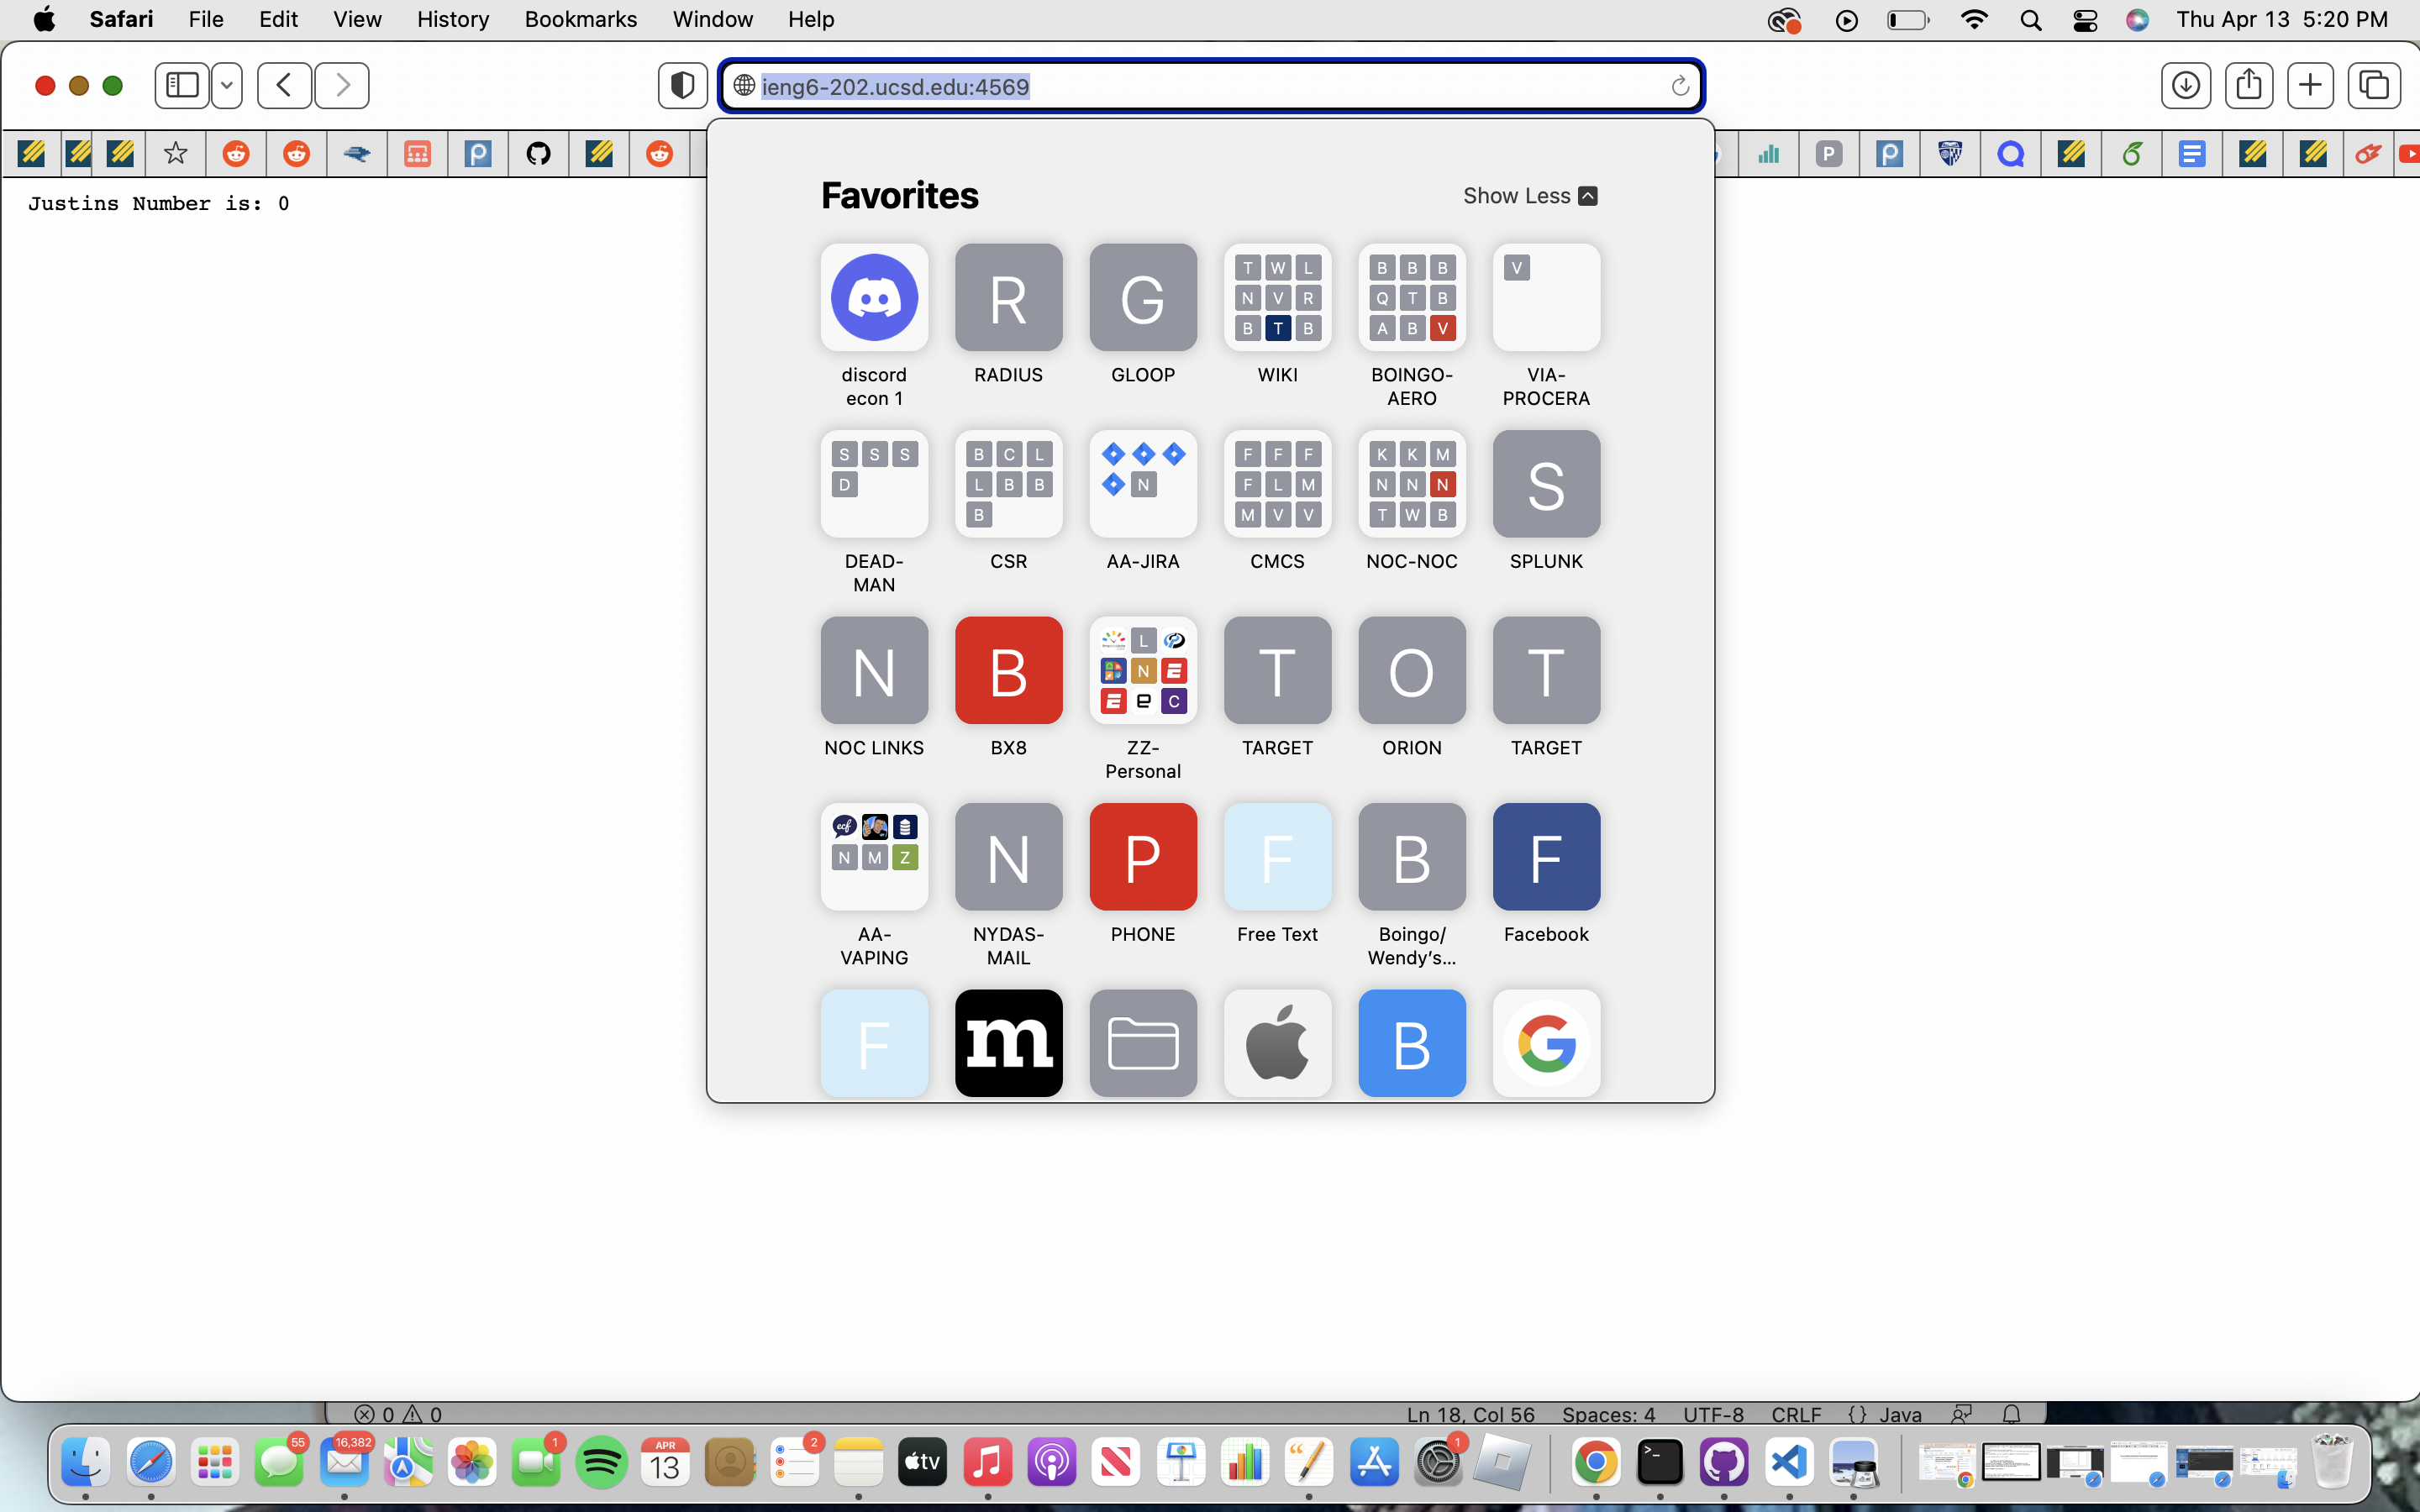 Safari File Edit View History Bookmarks Window Help Thu Apr 13 5:20 PM
ieng6-202.ucsd.edu:4569
P P
Justins Number is: 0
Favorites Show Less
R G T W L B B B V
N V R Q T B
B T B A B V
discord econ 1
RADIUS
GLOOP
WIKI
BOINGO-AERO
VIA-PROCERA
S S S B C L F F F K K M S
D L B B N F L M N N N
B M V V T W B
DEAD-MAN
CSR
AA-JIRA
CMCS
NOC-NOC
SPLUNK
N B L T O T
N E
E e C
NOC LINKS
BX8
ZZ-Personal
TARGET
ORION
TARGET
ecf N P F B F
N M Z
AA-VAPING
NYDAS-MAIL
PHONE
Free Text
Boingo/Wendy's...
Facebook
F m B G
0 0 Ln 18, Col 56 Spaces: 4 UTF-8 CRLF {} Java
55 16,382 1 APR 13 2 tv 1